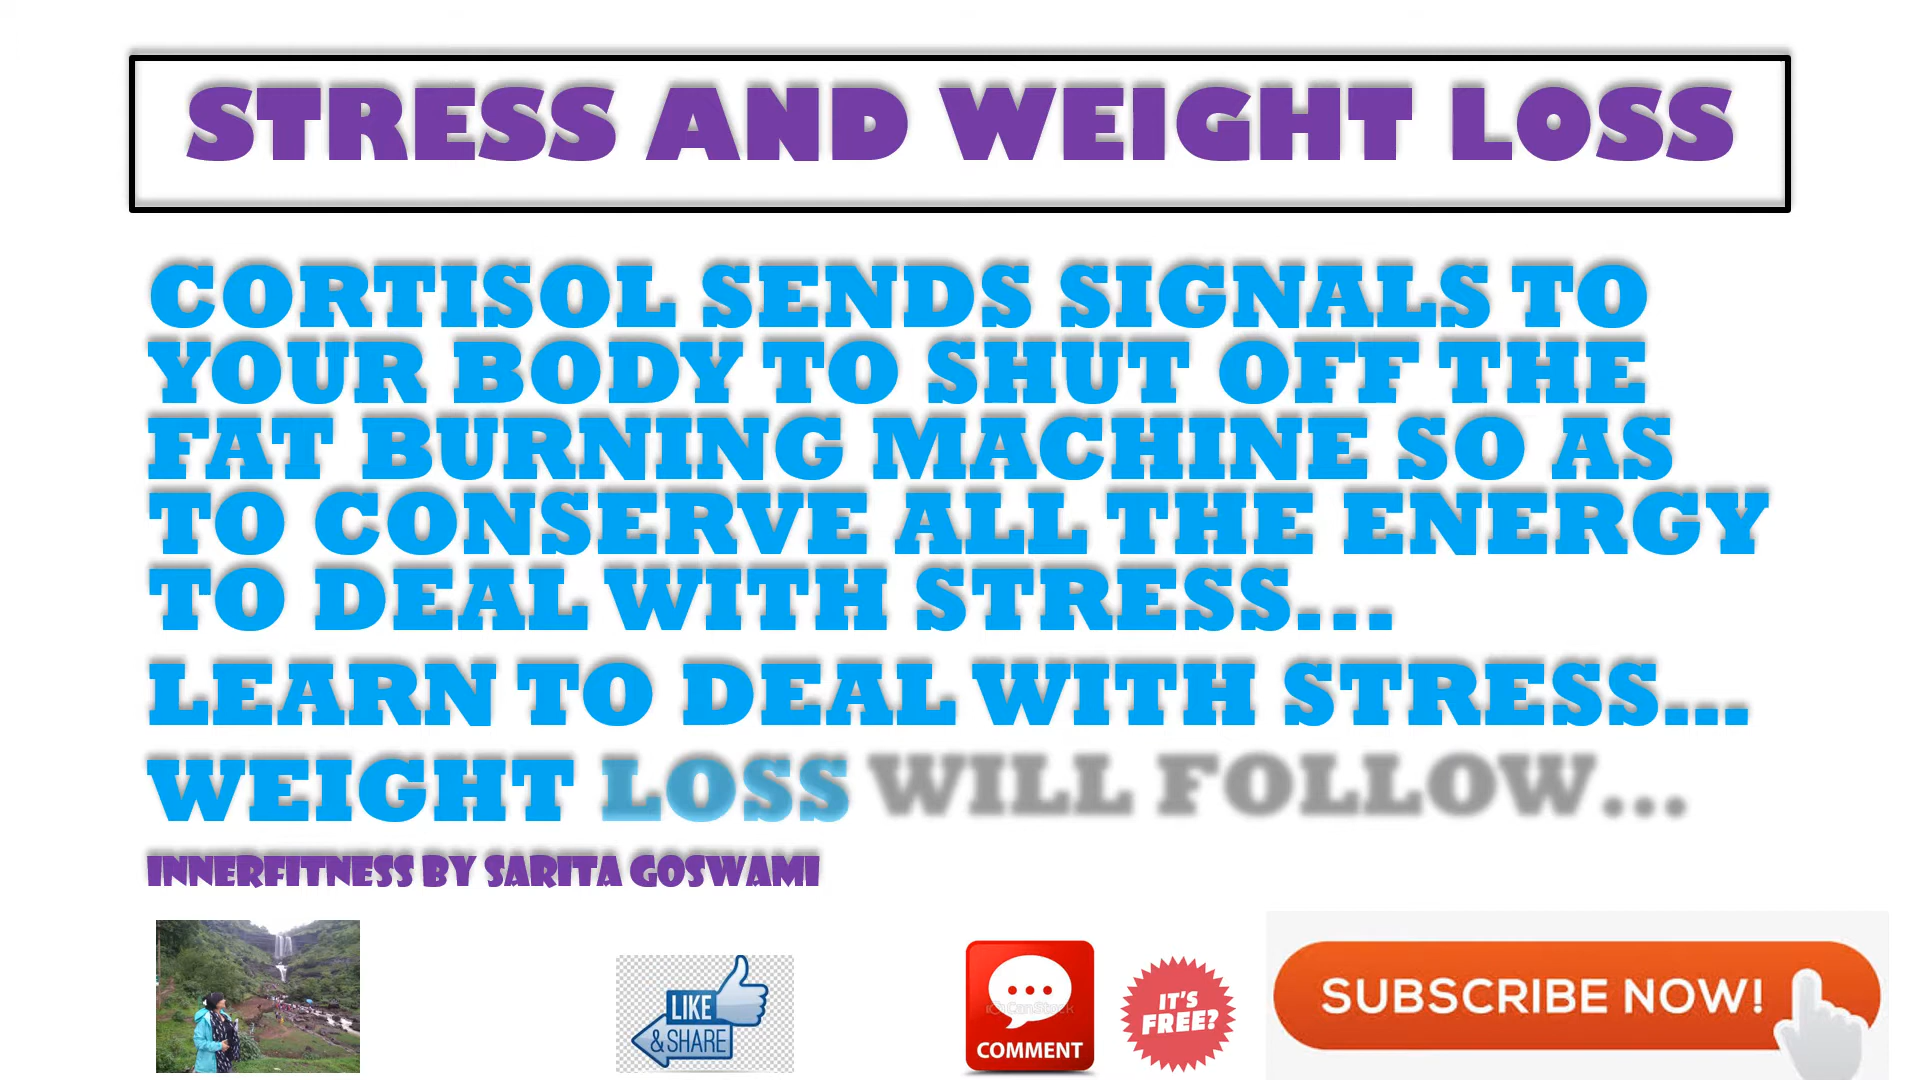 STRESS AND WEIGHT LOSS
CORTISOL SENDS SIGNALS TO
YOUR BODY TO SHUT OFF THE
FAT BURNING MACHINE SO AS
TO CONSERVE ALL THE ENERGY
TO DEAL WITH STRESS...
LEARN TO DEAL WITH STRESS...
WEIGHT LOSS WILL FOLLOW...
INNERFITNESS BY SARITA GOSWAMI
LIKE
& SHARE
Can Stock
COMMENT
IT'S
FREE?
SUBSCRIBE NOW!